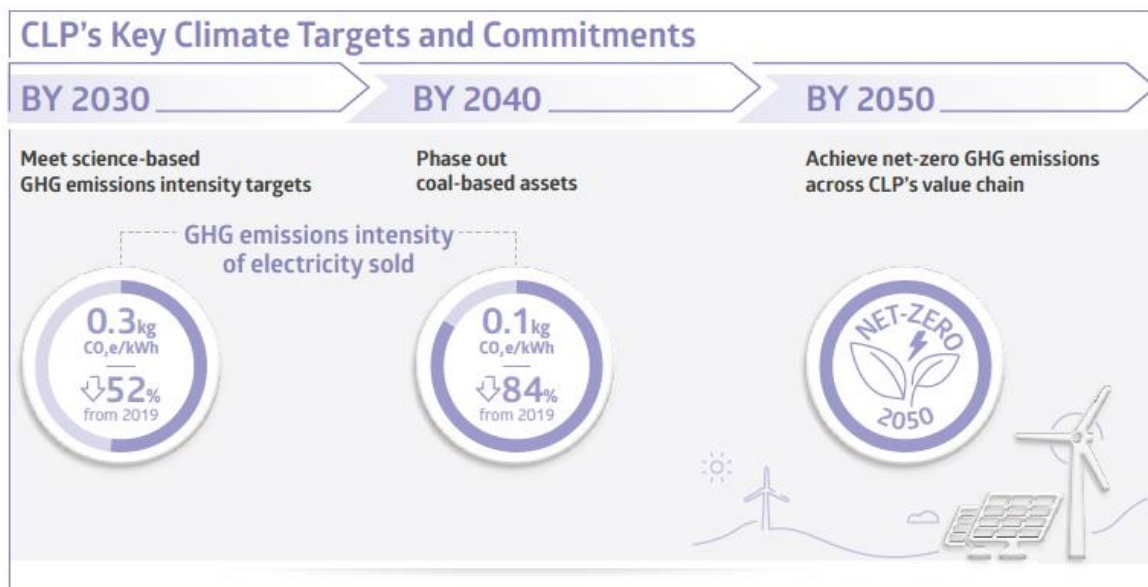 CLP's Key Climate Targets and Commitments
BY 2030
BY 2040
BY 2050
Meet science-based
GHG emissions intensity targets
Phase out
coal-based assets
Achieve net-zero GHG emissions
across CLP's value chain
GHG emissions intensity
of electricity sold
0.3kg
CO₂e/kWh
52%
from 2019
0.1kg
CO₂e/kWh
84%
from 2019
NET-ZERO
2050